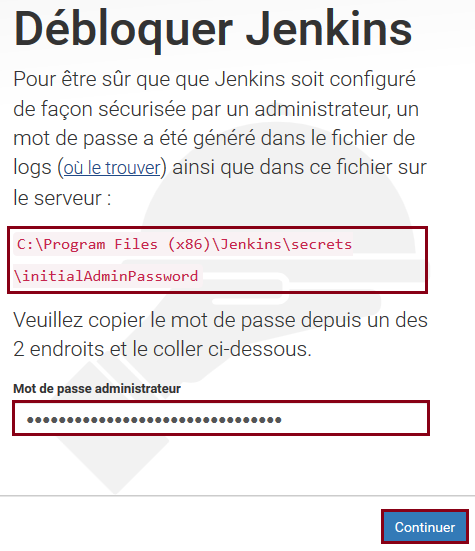 Débloquer Jenkins
Pour être sûr que que Jenkins soit configuré
de façon sécurisée par un administrateur, un
mot de passe a été généré dans le fichier de
logs (où le trouver) ainsi que dans ce fichier sur
le serveur :
C:\Program Files (x86)\Jenkins\secrets
\initialAdminPassword
Veuillez copier le mot de passe depuis un des
2 endroits et le coller ci-dessous.
Mot de passe administrateur
••••••••••••••••••••••••••••••••
Continuer